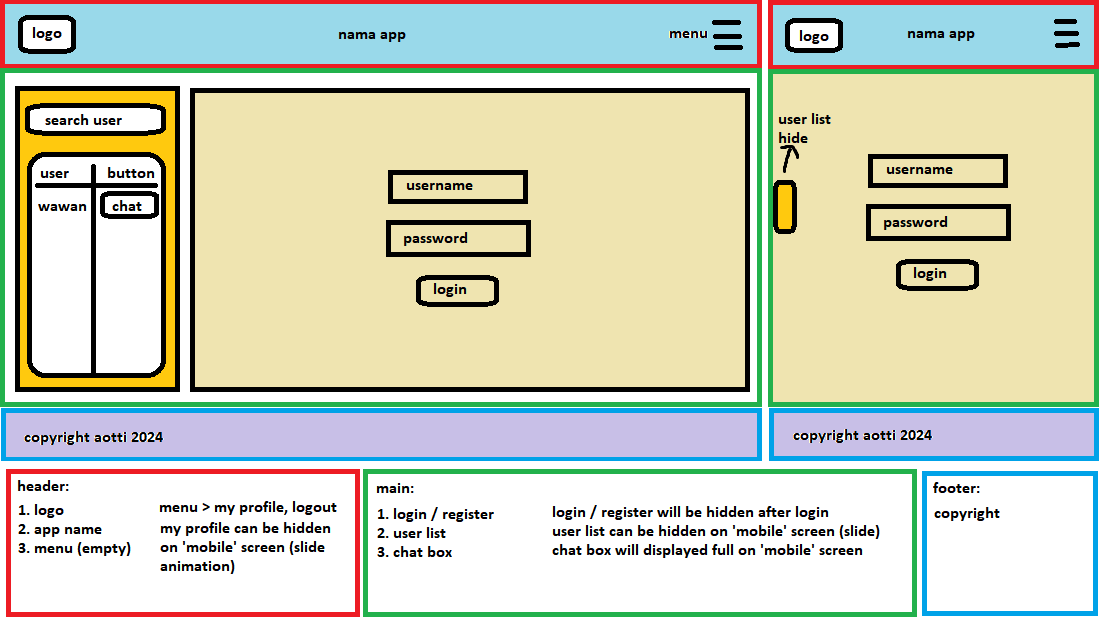 logo
nama app
menu
search user
user
button
wawan
chat
username
password
login
copyright aotti 2024
logo
nama app
user list
hide
username
password
login
copyright aotti 2024
header:
1. logo
2. app name
3. menu (empty)
menu > my profile, logout
my profile can be hidden
on 'mobile' screen (slide
animation)
main:
1. login / register
2. user list
3. chat box
login / register will be hidden after login
user list can be hidden on 'mobile' screen (slide)
chat box will displayed full on 'mobile' screen
footer:
copyright